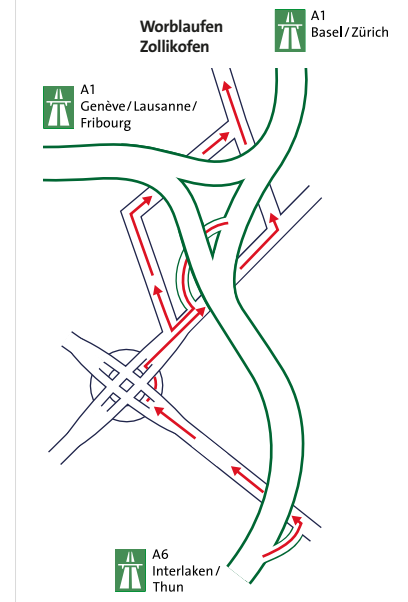 Worblaufen
Zollikofen
A1
Basel/Zürich
A1
Genève/Lausanne/
Fribourg
A6
Interlaken/
Thun